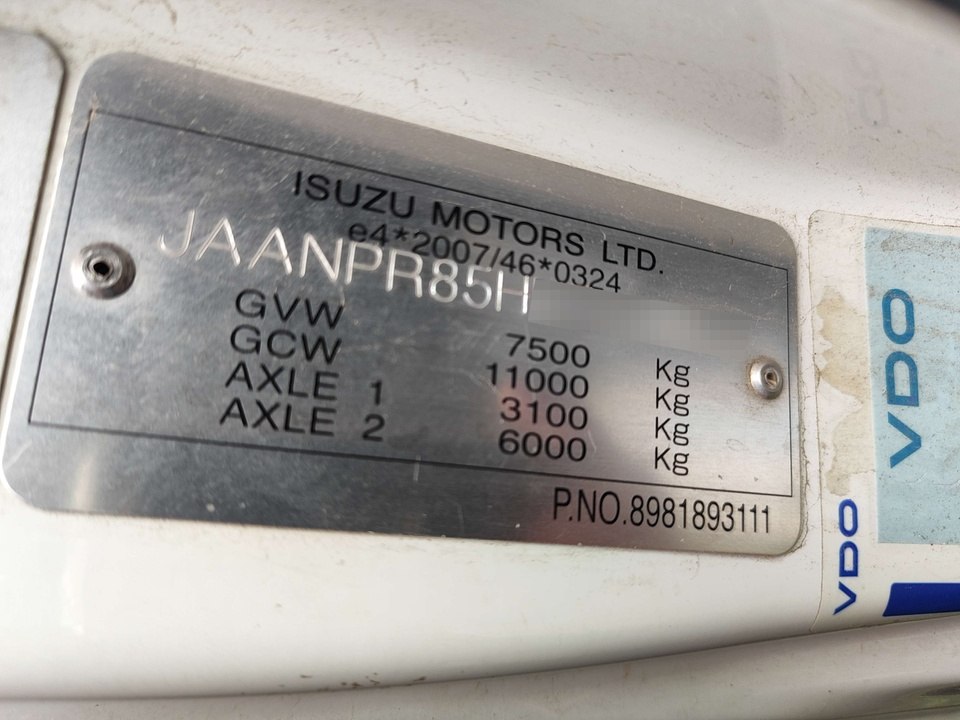 ISUZU MOTORS LTD.
e4*2007/46*0324
JAANPR85H
GVW 7500 Kg
GCW 11000 Kg
AXLE 1 3100 Kg
AXLE 2 6000 Kg
P.NO.8981893111
VDO
VDO